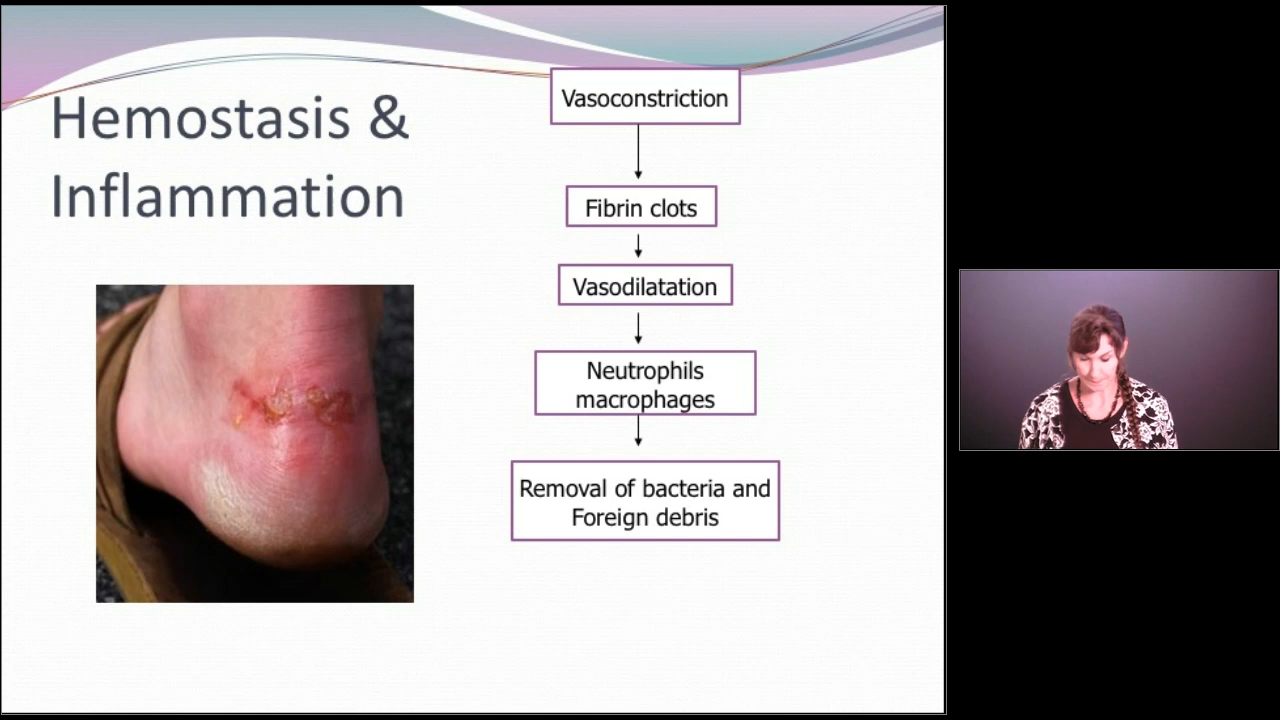 Hemostasis &
Inflammation
Vasoconstriction
Fibrin clots
Vasodilatation
Neutrophils
macrophages
Removal of bacteria and
Foreign debris